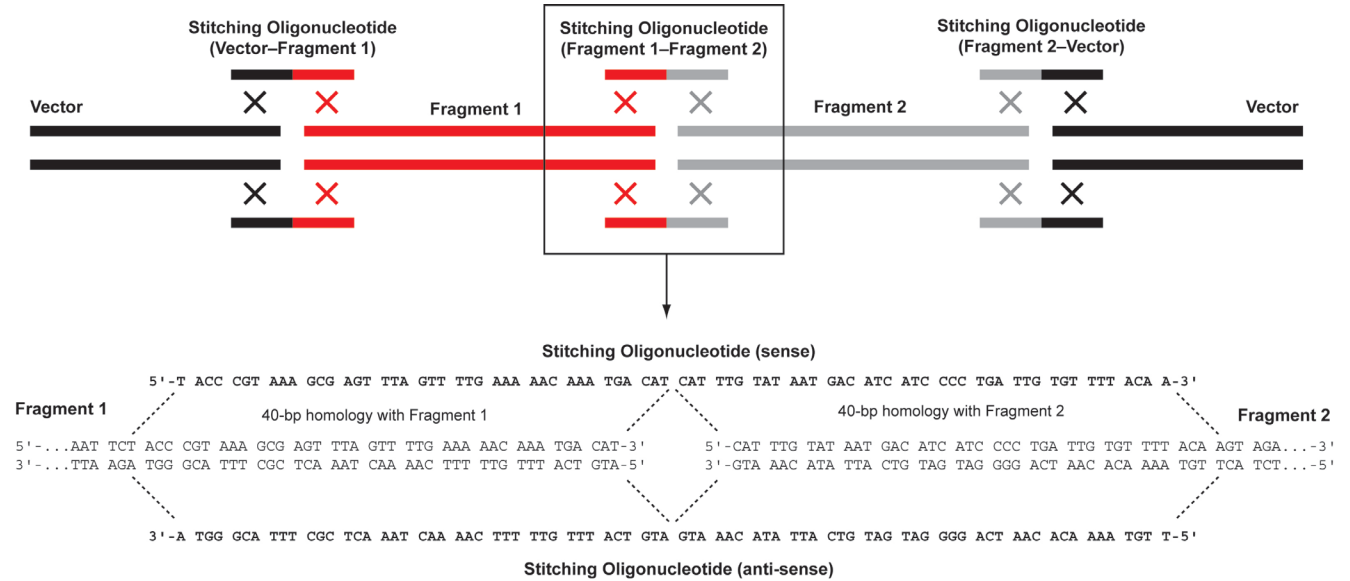 Stitching Oligonucleotide
(Vector–Fragment 1)
Stitching Oligonucleotide
(Fragment 1–Fragment 2)
Stitching Oligonucleotide
(Fragment 2–Vector)
Vector
Fragment 1
Fragment 2
Vector
Stitching Oligonucleotide (sense)
5'-T ACC CGT AAA GCG AGT TTA GTT TTG AAA AAC AAA TGA CAT CAT TTG TAT AAT GAC ATC ATC CCC TGA TTG TGT TTT ACA A-3'
Fragment 1
40-bp homology with Fragment 1
40-bp homology with Fragment 2
Fragment 2
5'-...AAT TCT ACC CGT AAA GCG AGT TTA GTT TTG AAA AAC AAA TGA CAT-3'
5'-CAT TTG TAT AAT GAC ATC ATC CCC TGA TTG TGT TTT ACA AGT AGA...-3'
3'-...TTA AGA TGG GCA TTT CGC TCA AAT CAA AAC TTT TTG TTT ACT GTA-5'
3'-GTA AAC ATA TTA CTG TAG TAG GGG ACT AAC ACA AAA TGT TCA TCT...-5'
3'-A TGG GCA TTT CGC TCA AAT CAA AAC TTT TTG TTT ACT GTA GTA AAC ATA TTA CTG TAG TAG GGG ACT AAC ACA AAA TGT T-5'
Stitching Oligonucleotide (anti-sense)